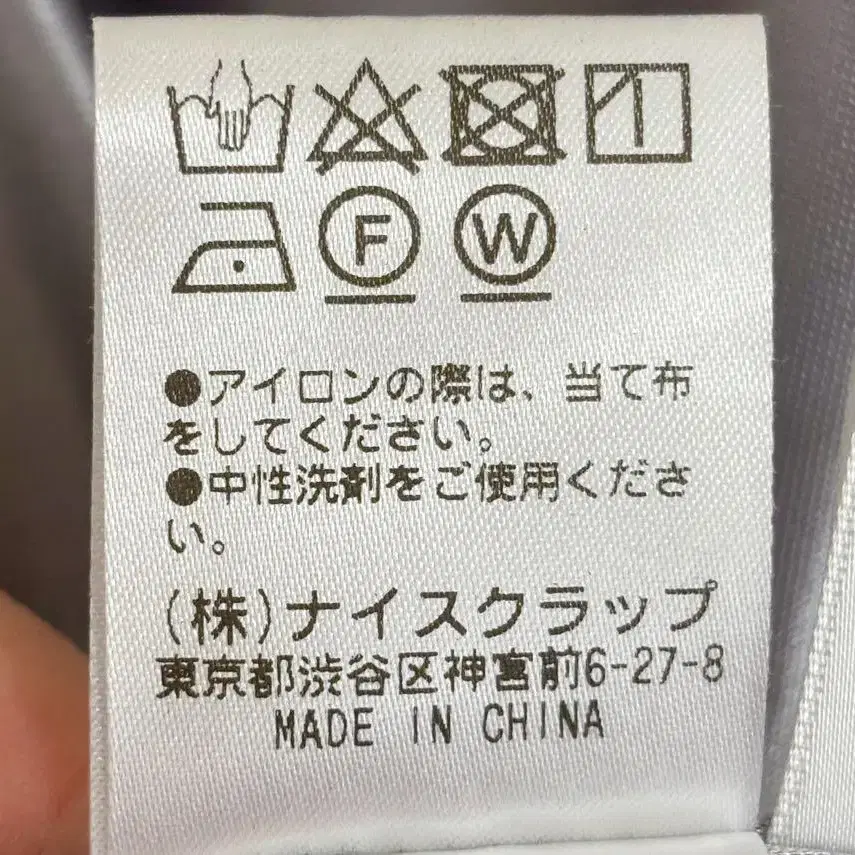 F W
●アイロンの際は、当て布
をしてください。
●中性洗剤をご使用くださ
い。
(株)ナイスクラップ
東京都渋谷区神宮前6-27-8
MADE IN CHINA